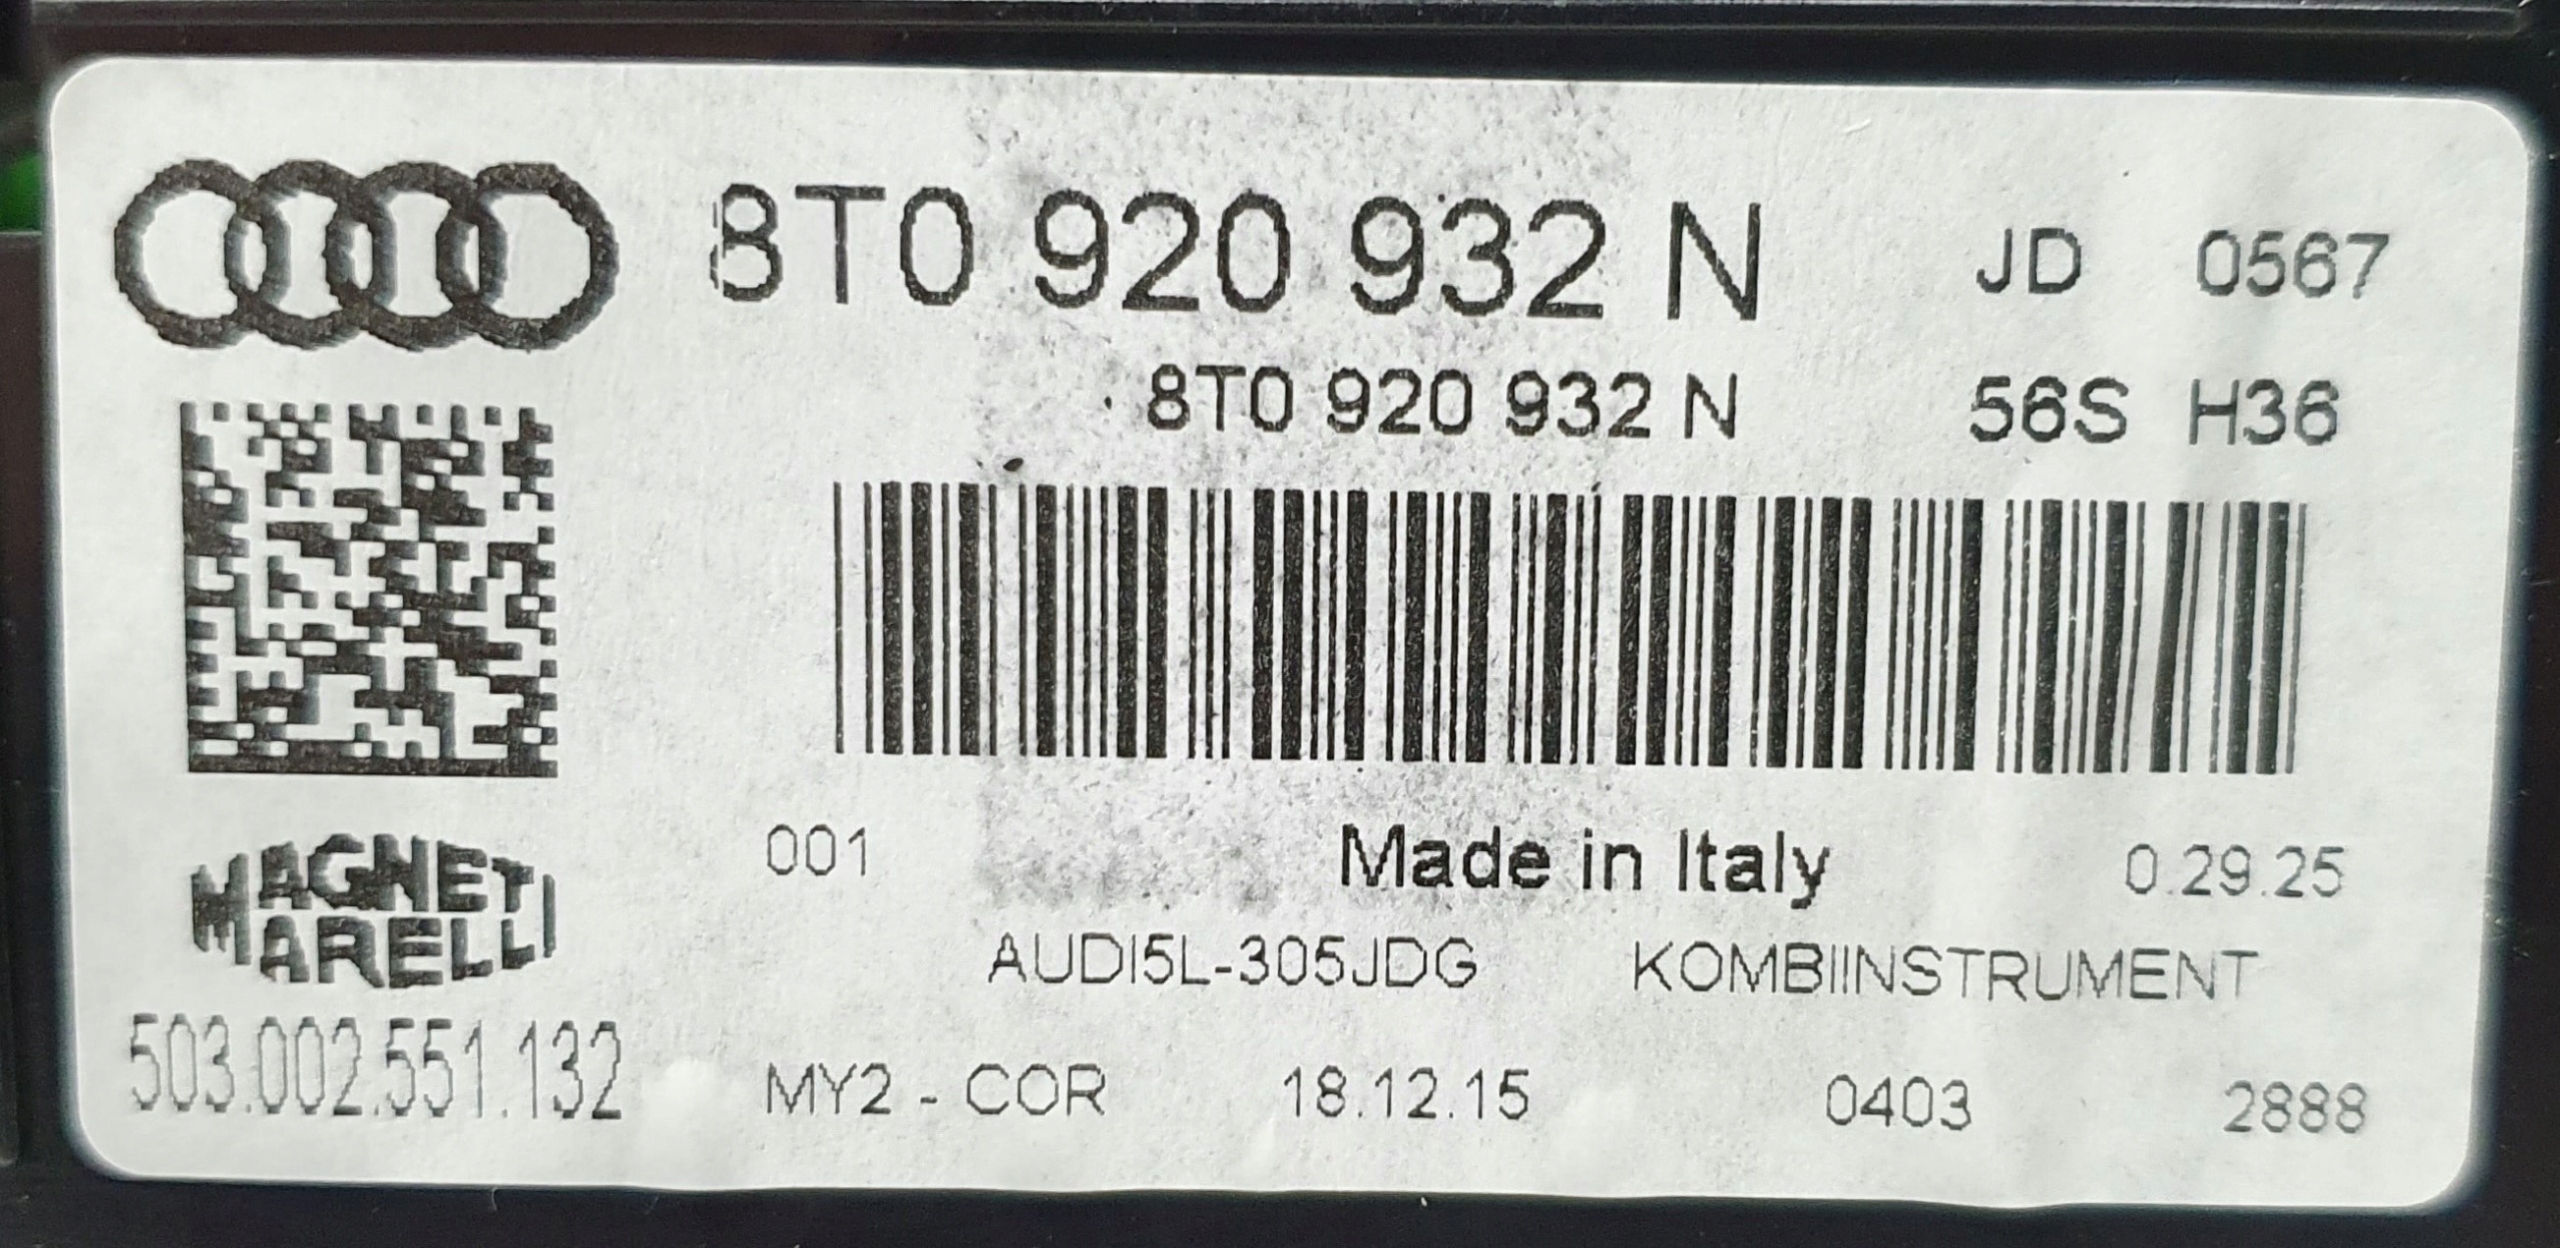 8T0 920 932 N JD 0567
8T0 920 932 N 56S H36
001 Made in Italy 0.29.25
MAGNETI
MARELLI
AUDI5L-305JDG KOMBIINSTRUMENT
503.002.551.132 MY2 - COR 18.12.15 0403 2888